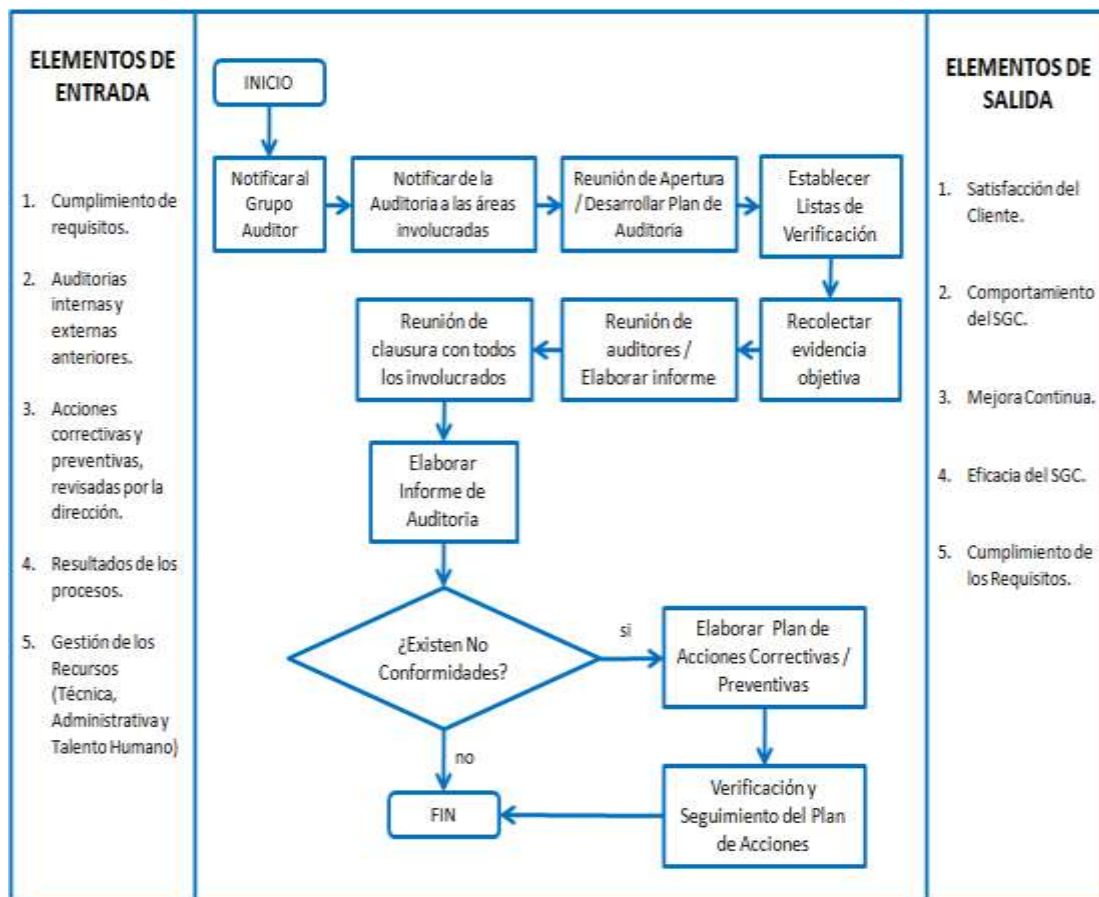 ELEMENTOS DE
ENTRADA
1. Cumplimiento de
requisitos.
2. Auditorias
internas y
externas
anteriores.
3. Acciones
correctivas y
preventivas,
revisadas por la
dirección.
4. Resultados de los
procesos.
5. Gestión de los
Recursos
(Técnica,
Administrativa y
Talento Humano)
INICIO
Notificar al
Grupo
Auditor
Notificar de la
Auditoria a las áreas
involucradas
Reunión de Apertura
/ Desarrollar Plan de
Auditoría
Establecer
Listas de
Verificación
Recolectar
evidencia
objetiva
Reunión de
auditores /
Elaborar informe
Reunión de
clausura con todos
los involucrados
Elaborar
Informe de
Auditoria
¿Existen No
Conformidades?
si
Elaborar Plan de
Acciones Correctivas /
Preventivas
no
Verificación y
Seguimiento del Plan
de Acciones
FIN
ELEMENTOS DE
SALIDA
1. Satisfacción del
Cliente.
2. Comportamiento
del SGC.
3. Mejora Continua.
4. Eficacia del SGC.
5. Cumplimiento de
los Requisitos.